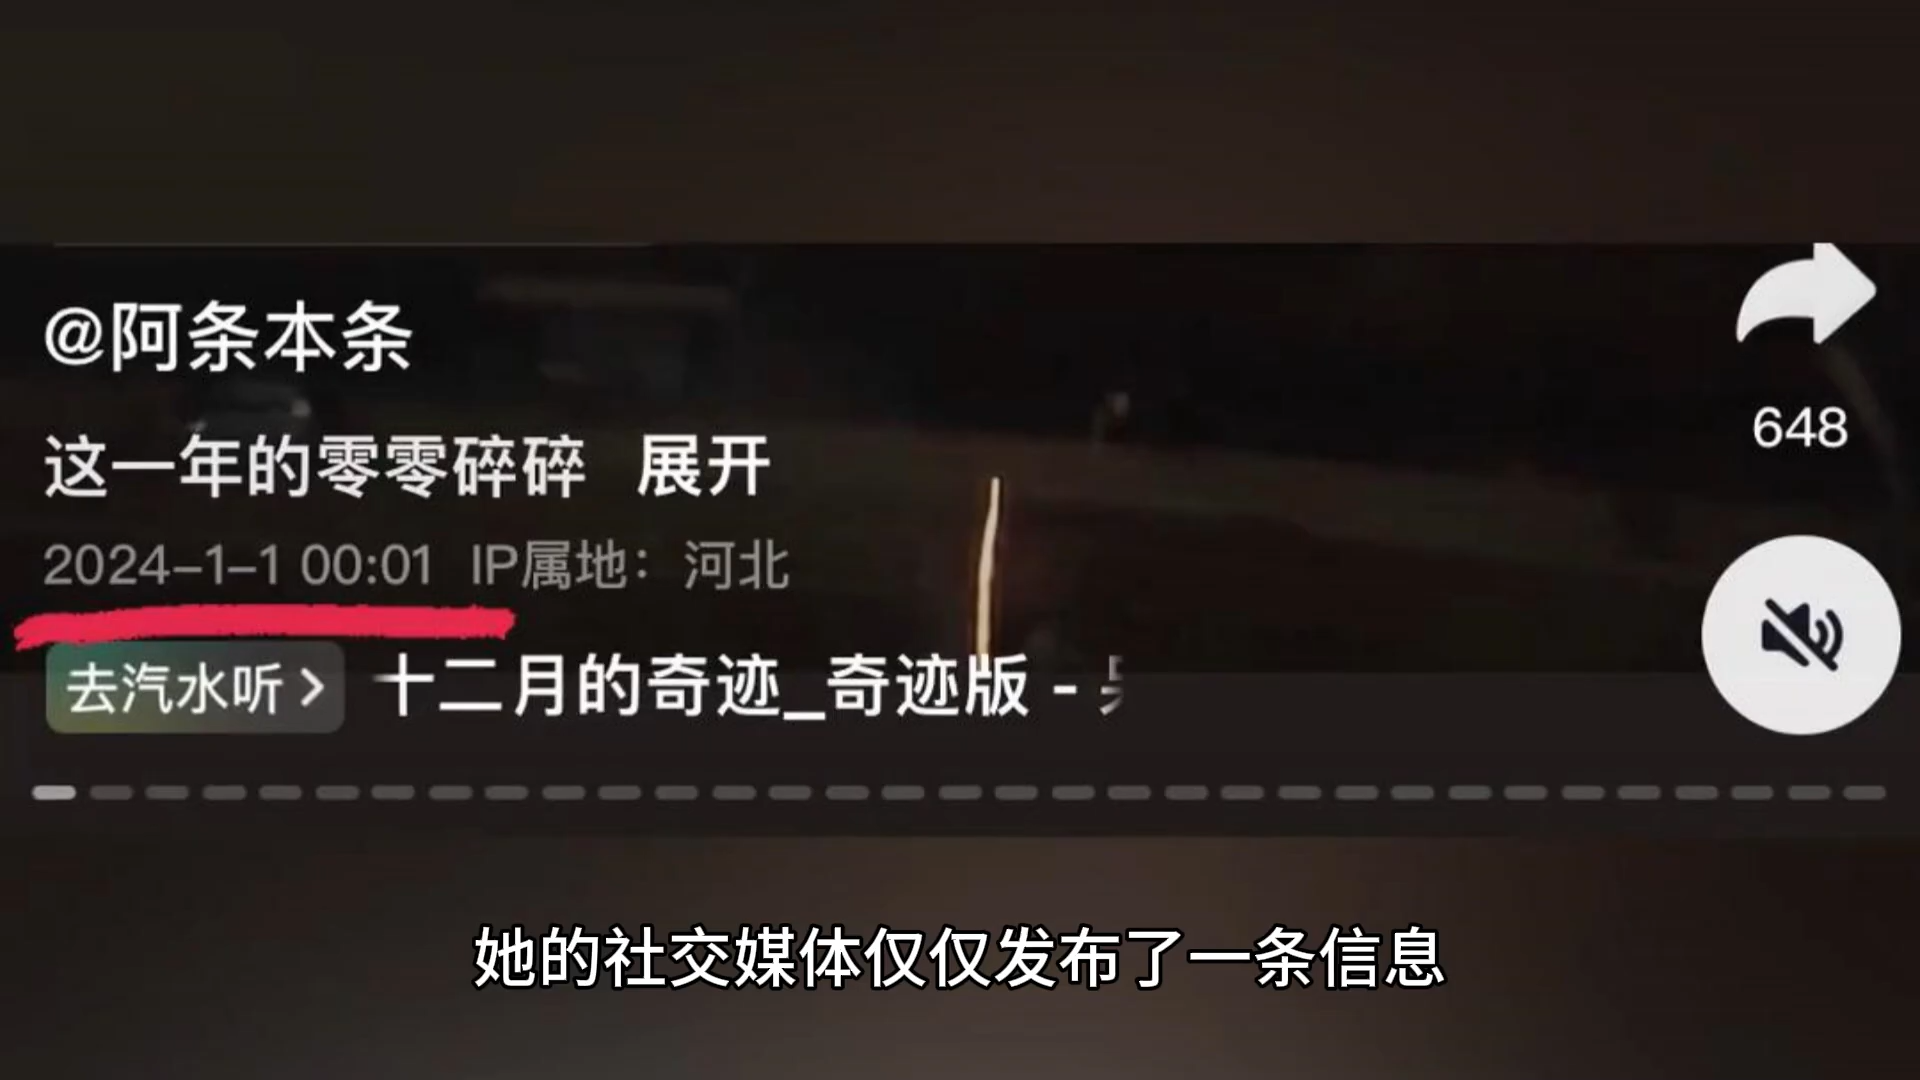 @阿条本条
648
这一年的零零碎碎 展开
2024-1-1 00:01 IP属地：河北
去汽水听 > 十二月的奇迹_奇迹版 -
她的社交媒体仅仅发布了一条信息